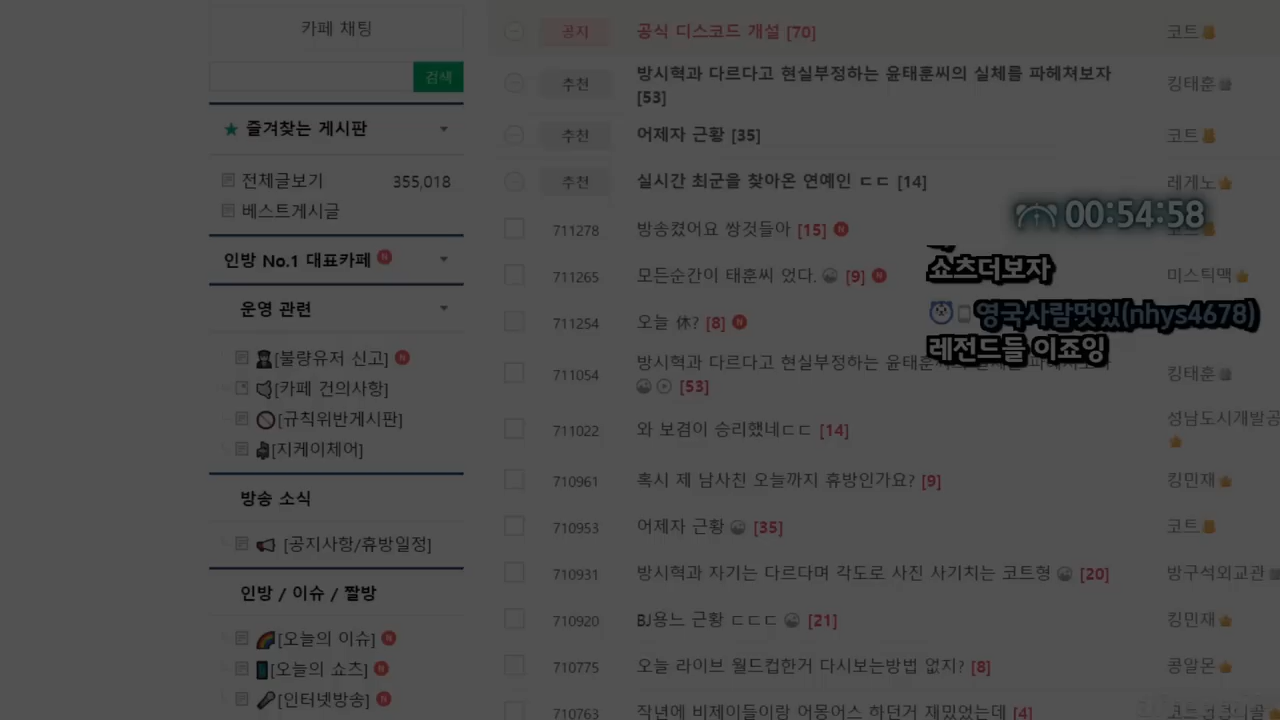 카페 채팅
검색
★ 즐겨찾는 게시판
전체글보기 355,018
베스트게시글
인방 No.1 대표카페 N
운영 관련
[불량유저 신고] N
[카페 건의사항]
[규칙위반게시판]
[지케이제어]
방송 소식
[공지사항/휴방일정]
인방 / 이슈 / 짤방
[오늘의 이슈] N
[오늘의 쇼츠] N
[인터넷방송] N
공지 공식 디스코드 개설 [70] 코트
추천 방시혁과 다르다고 현실부정하는 윤태훈씨의 실체를 파헤쳐보자 킹태훈
[53]
추천 어제자 근황 [35] 코트
추천 실시간 최군을 찾아온 연예인 ㄷㄷ [14] 레게노
00:54:58
711278 방송켰어요 쌍것들아 [15] N
711265 모든순간이 태훈씨 었다. [9] N 미스틱맥
쇼츠더보자
영국사람멋있(nhys4678)
레전드들 이죠잉
711254 오늘 休? [8] N
711054 방시혁과 다르다고 현실부정하는 킹태훈
[53]
711022 와 보겸이 승리했네ㄷㄷ [14] 성남도시개발공
710961 혹시 제 남사친 오늘까지 휴방인가요? [9] 킹민재
710953 어제자 근황 [35] 코트
710931 방시혁과 자기는 다르다며 각도로 사진 사기치는 코트형 [20] 방구석외교관
710920 BJ용느 근황 ㄷㄷㄷ [21] 킹민재
710775 오늘 라이브 월드컵한거 다시보는방법 없지? [8] 콩알몬
710763 작년에 비제이들이랑 어몽어스 하던거 재밌었는데 [4]